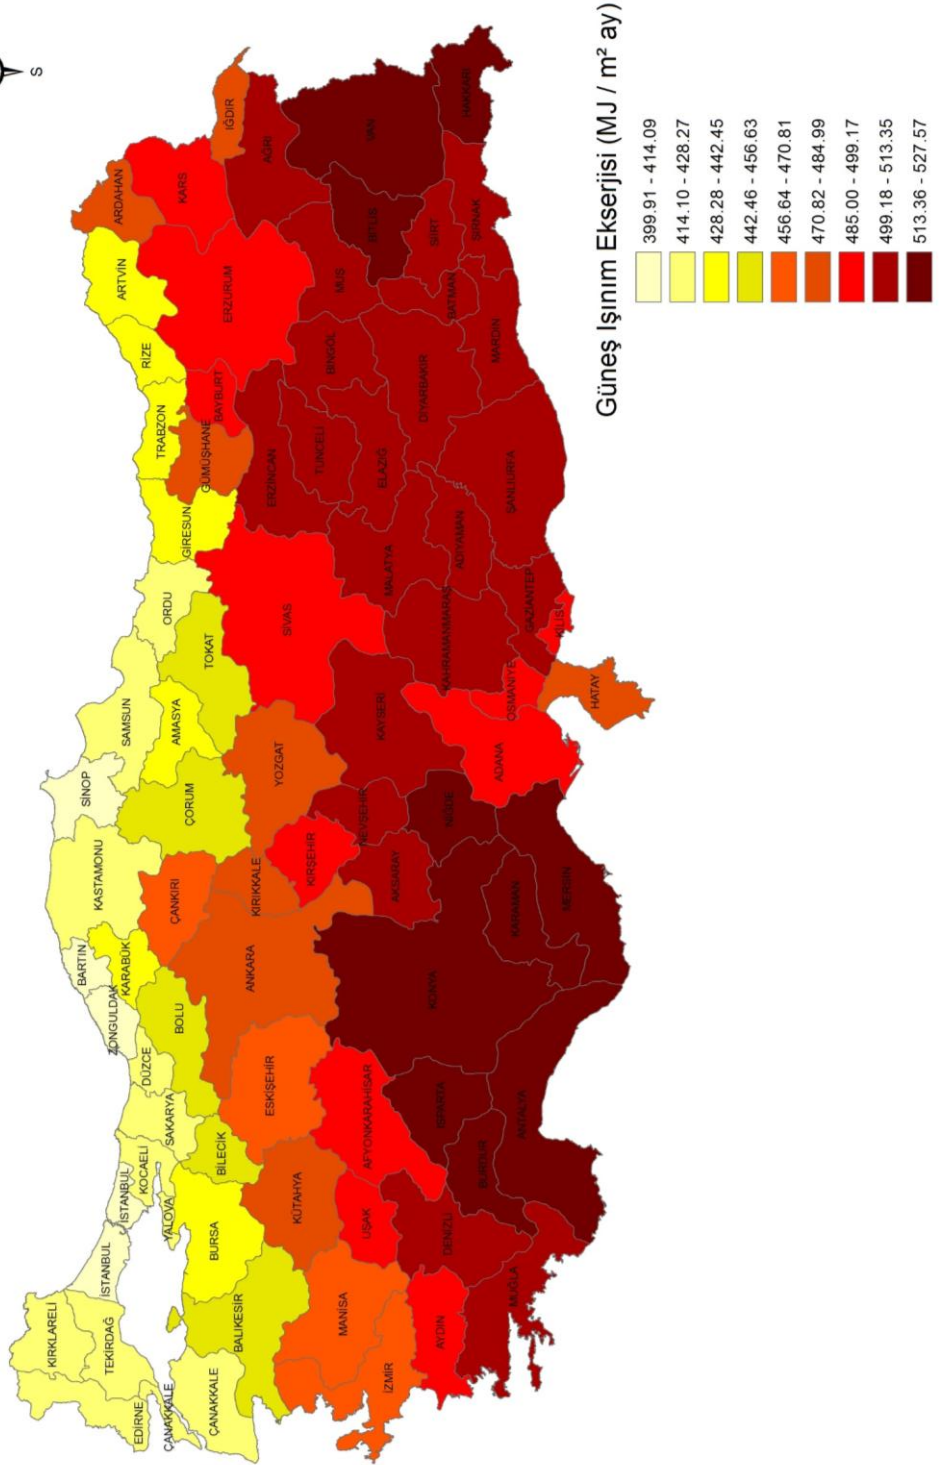 S
KIRKLARELİ
EDİRNE
TEKİRDAĞ
İSTANBUL
İSTANBUL
ÇANAKKALE
ÇANAKKALE
YALOVA
KOCAELİ
SAKARYA
DÜZCE
ZONGULDAK
BARTIN
KARABÜK
KASTAMONU
SİNOP
SAMSUN
ORDU
GİRESUN
TRABZON
RİZE
ARTVİN
ARDAHAN
BALIKESİR
BURSA
BİLECİK
BOLU
ÇANKIRI
ÇORUM
AMASYA
TOKAT
GÜMÜŞHANE
BAYBURT
ERZURUM
KARS
IĞDIR
AĞRI
KÜTAHYA
ESKİŞEHİR
ANKARA
KIRIKKALE
YOZGAT
SİVAS
ERZİNCAN
TUNCELİ
BİNGÖL
MUŞ
BİTLİS
VAN
MANİSA
İZMİR
UŞAK
AFYONKARAHİSAR
KIRŞEHİR
NEVŞEHİR
KAYSERİ
MALATYA
ELAZIĞ
DİYARBAKIR
BATMAN
SİİRT
ŞIRNAK
HAKKARİ
AYDIN
DENİZLİ
MUĞLA
BURDUR
ISPARTA
ANTALYA
KONYA
AKSARAY
NİĞDE
KARAMAN
MERSİN
ADANA
OSMANİYE
KAHRAMANMARAŞ
ADIYAMAN
GAZİANTEP
KİLİS
HATAY
ŞANLIURFA
MARDİN
Güneş Işınım Ekserjisi (MJ / m² ay)
399.91 - 414.09
414.10 - 428.27
428.28 - 442.45
442.46 - 456.63
456.64 - 470.81
470.82 - 484.99
485.00 - 499.17
499.18 - 513.35
513.36 - 527.57